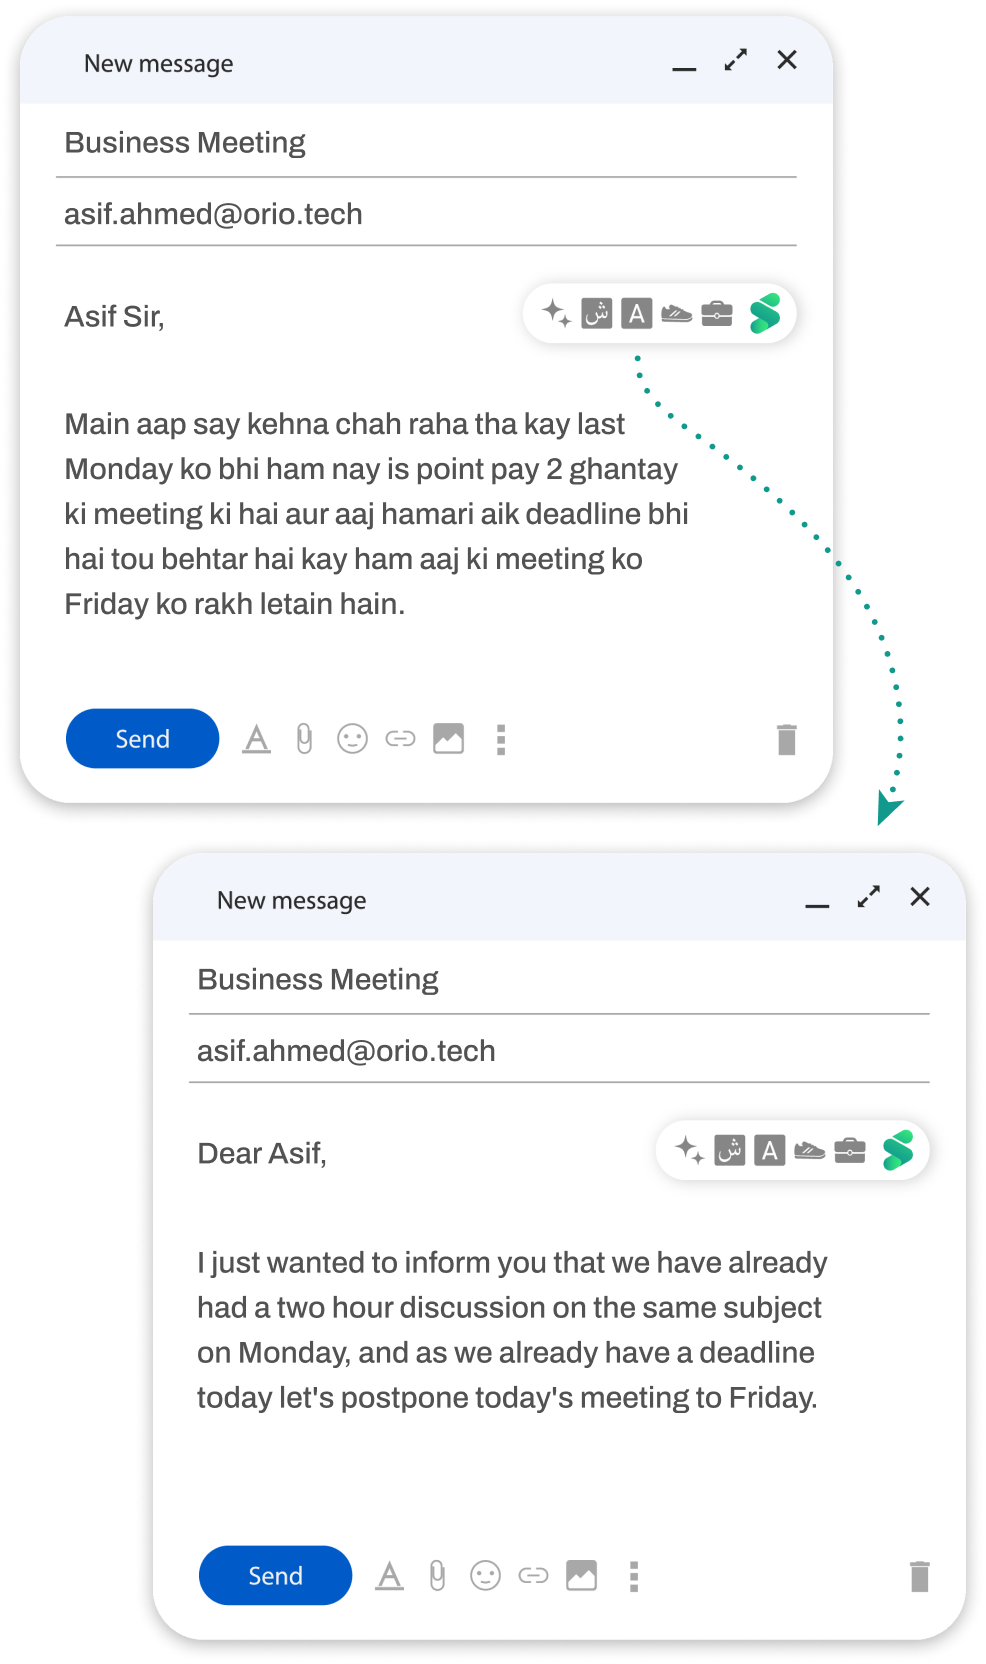 New message
Business Meeting
asif.ahmed@orio.tech
Asif Sir,
ش A
Main aap say kehna chah raha tha kay last
Monday ko bhi ham nay is point pay 2 ghantay
ki meeting ki hai aur aaj hamari aik deadline bhi
hai tou behtar hai kay ham aaj ki meeting ko
Friday ko rakh letain hain.
Send
New message
Business Meeting
asif.ahmed@orio.tech
Dear Asif,
ش A
I just wanted to inform you that we have already
had a two hour discussion on the same subject
on Monday, and as we already have a deadline
today let's postpone today's meeting to Friday.
Send